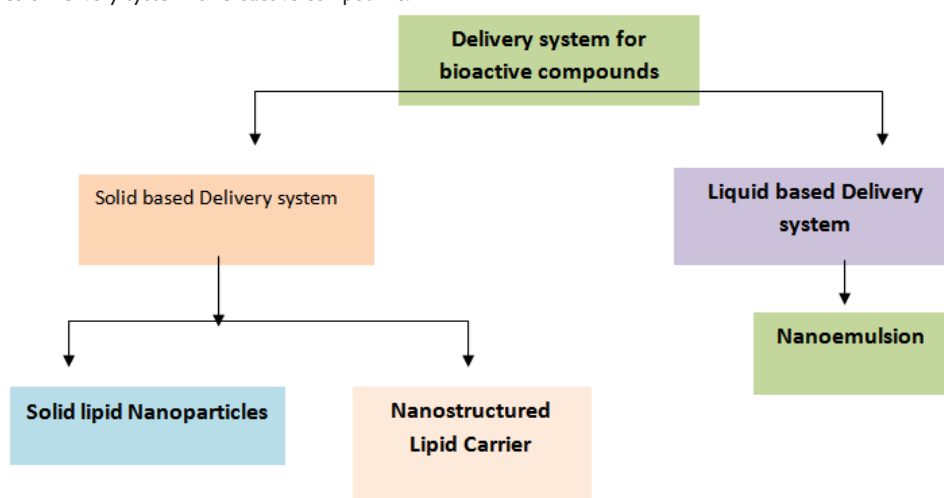 Delivery system for
bioactive compounds
Solid based Delivery system
Liquid based Delivery
system
Nanoemulsion
Solid lipid Nanoparticles
Nanostructured
Lipid Carrier